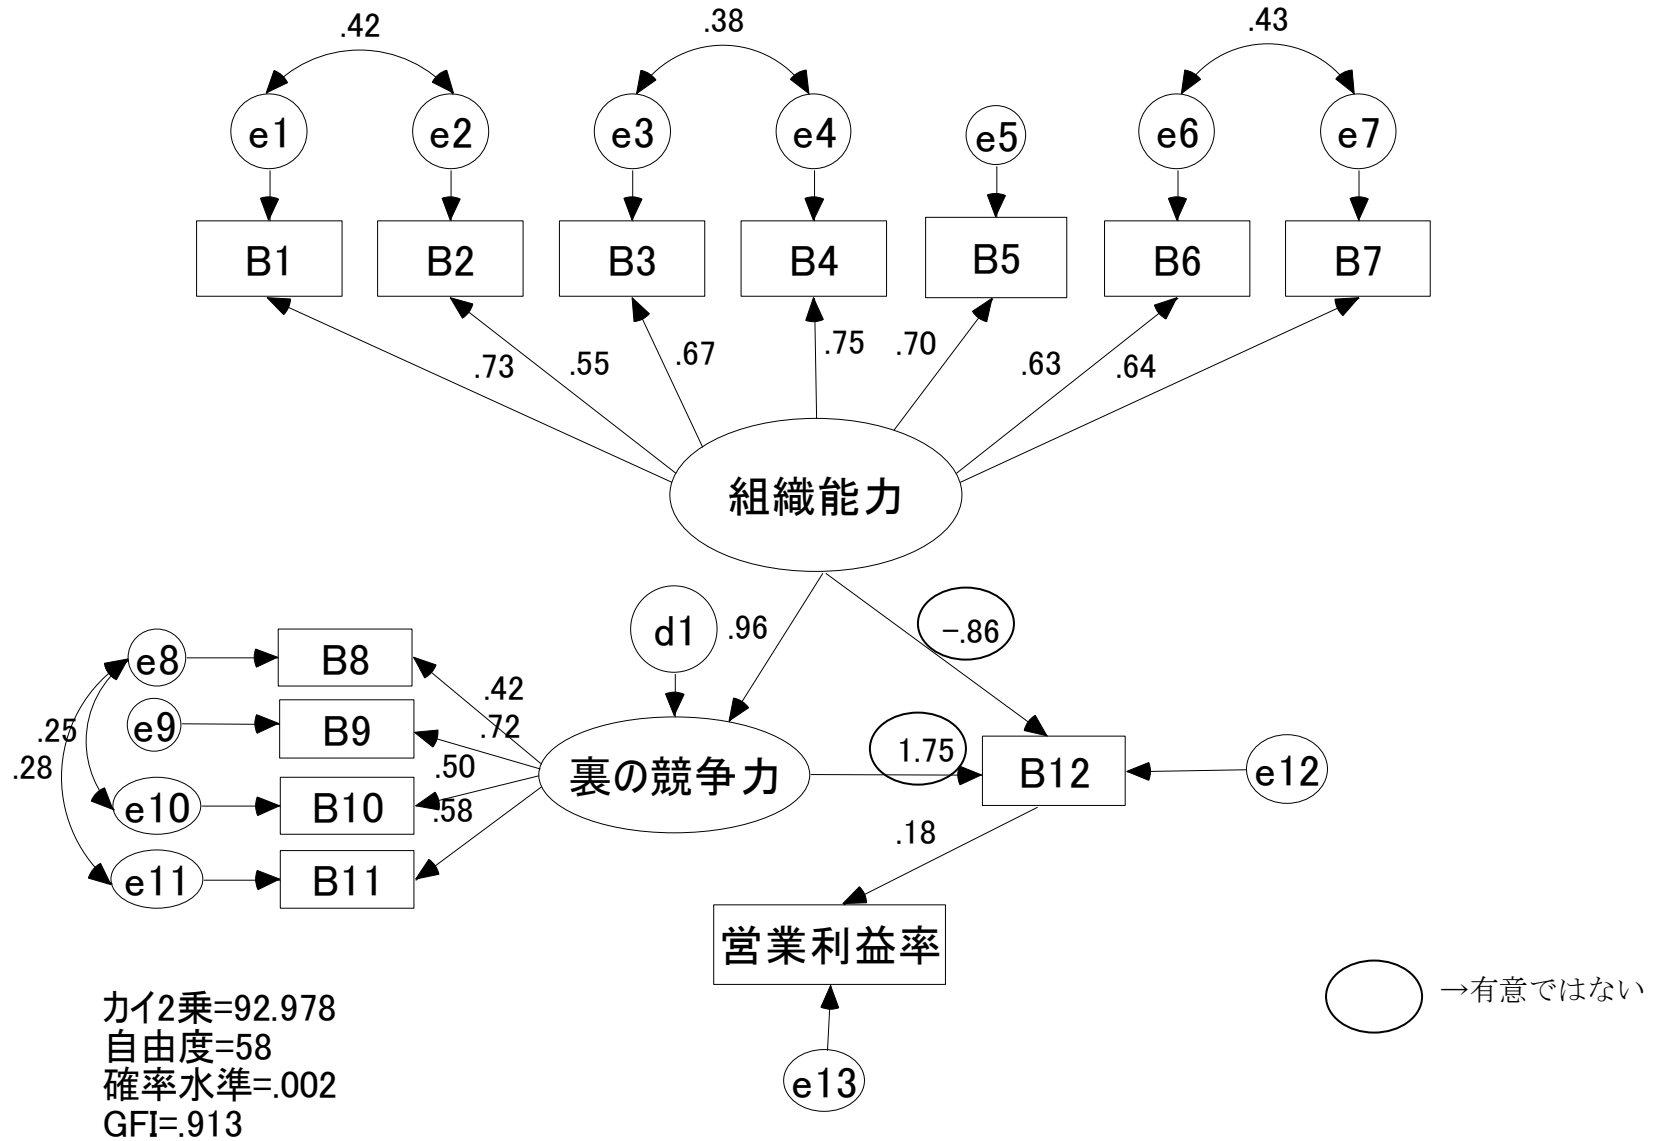 .42
.38
.43
e1
e2
e3
e4
e5
e6
e7
B1
B2
B3
B4
B5
B6
B7
.73
.55
.67
.75
.70
.63
.64
組織能力
d1
.96
−.86
e8
B8
.42
e9
B9
.72
.25
.28
.50
裏の競争力
1.75
B12
e12
e10
B10
.58
.18
e11
B11
営業利益率
→有意ではない
カイ2乗=92.978
自由度=58
確率水準=.002
GFI=.913
e13